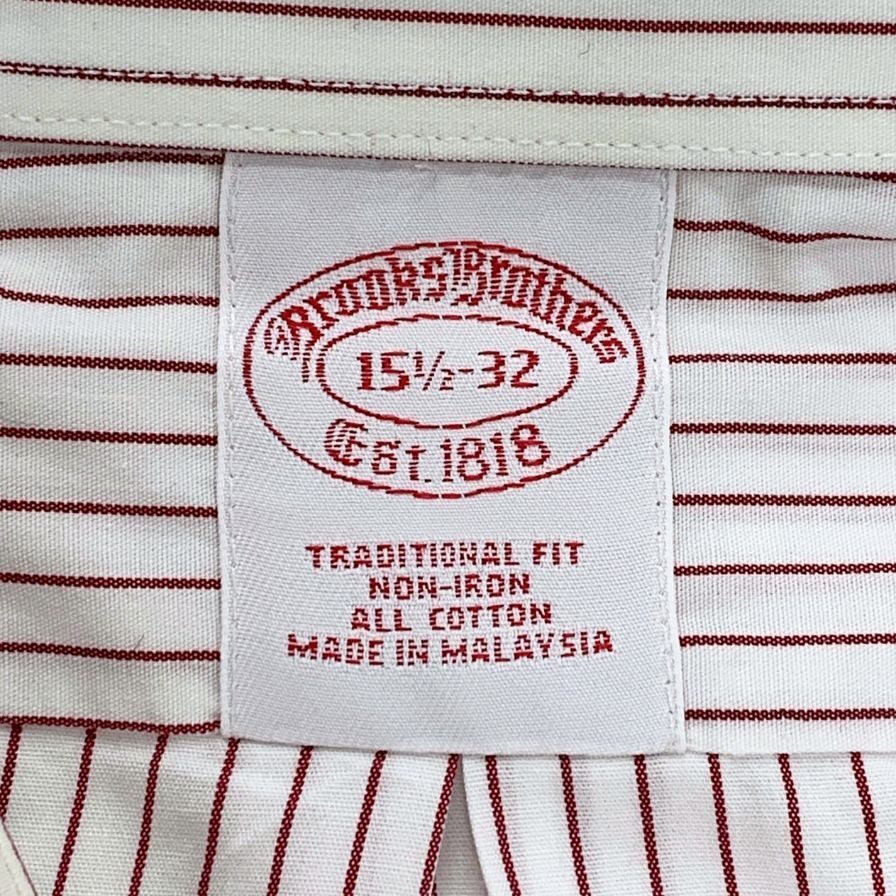 Brooks Brothers
15½-32
Est. 1818
TRADITIONAL FIT
NON-IRON
ALL COTTON
MADE IN MALAYSIA